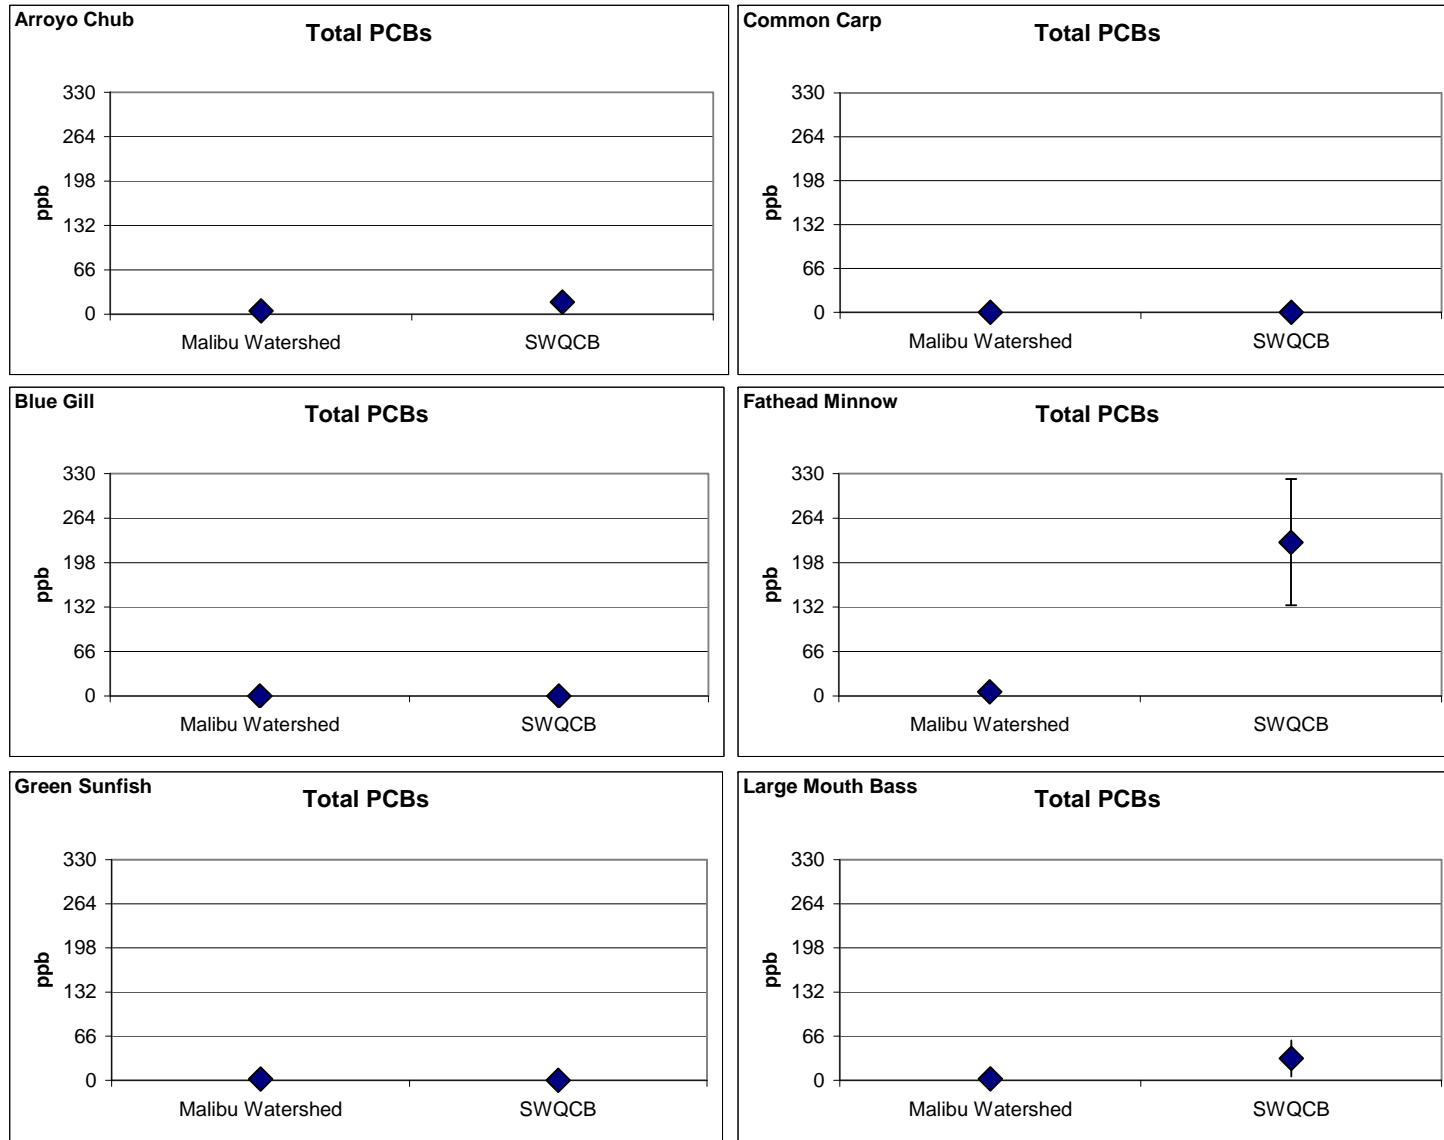 Arroyo Chub
Total PCBs
330
264
198
132
66
0
ppb
Malibu Watershed
SWQCB
Common Carp
Total PCBs
330
264
198
132
66
0
ppb
Malibu Watershed
SWQCB
Blue Gill
Total PCBs
330
264
198
132
66
0
ppb
Malibu Watershed
SWQCB
Fathead Minnow
Total PCBs
330
264
198
132
66
0
ppb
Malibu Watershed
SWQCB
Green Sunfish
Total PCBs
330
264
198
132
66
0
ppb
Malibu Watershed
SWQCB
Large Mouth Bass
Total PCBs
330
264
198
132
66
0
ppb
Malibu Watershed
SWQCB